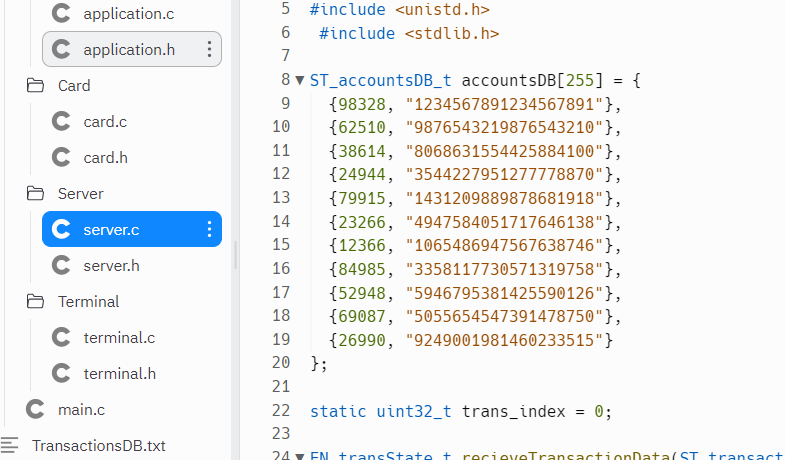 application.c
application.h
Card
card.c
card.h
Server
server.c
server.h
Terminal
terminal.c
terminal.h
main.c
TransactionsDB.txt
5 #include <unistd.h>
6 #include <stdlib.h>
7
8 ST_accountsDB_t accountsDB[255] = {
9 {98328, "1234567891234567891"},
10 {62510, "9876543219876543210"},
11 {38614, "8068631554425884100"},
12 {24944, "3544227951277778870"},
13 {79915, "1431209889878681918"},
14 {23266, "4947584051717646138"},
15 {12366, "1065486947567638746"},
16 {84985, "3358117730571319758"},
17 {52948, "5946795381425590126"},
18 {69087, "5055654547391478750"},
19 {26990, "9249001981460233515"}
20 };
21
22 static uint32_t trans_index = 0;
23
24 EN_transState_t recieveTransactionData(ST_transact